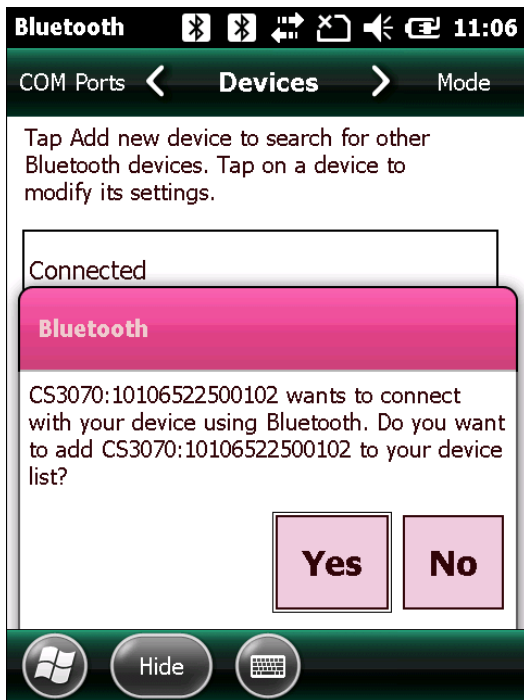 Bluetooth 11:06
COM Ports Devices Mode
Tap Add new device to search for other
Bluetooth devices. Tap on a device to
modify its settings.
Connected
Bluetooth
CS3070:10106522500102 wants to connect
with your device using Bluetooth. Do you want
to add CS3070:10106522500102 to your device
list?
Yes No
Hide